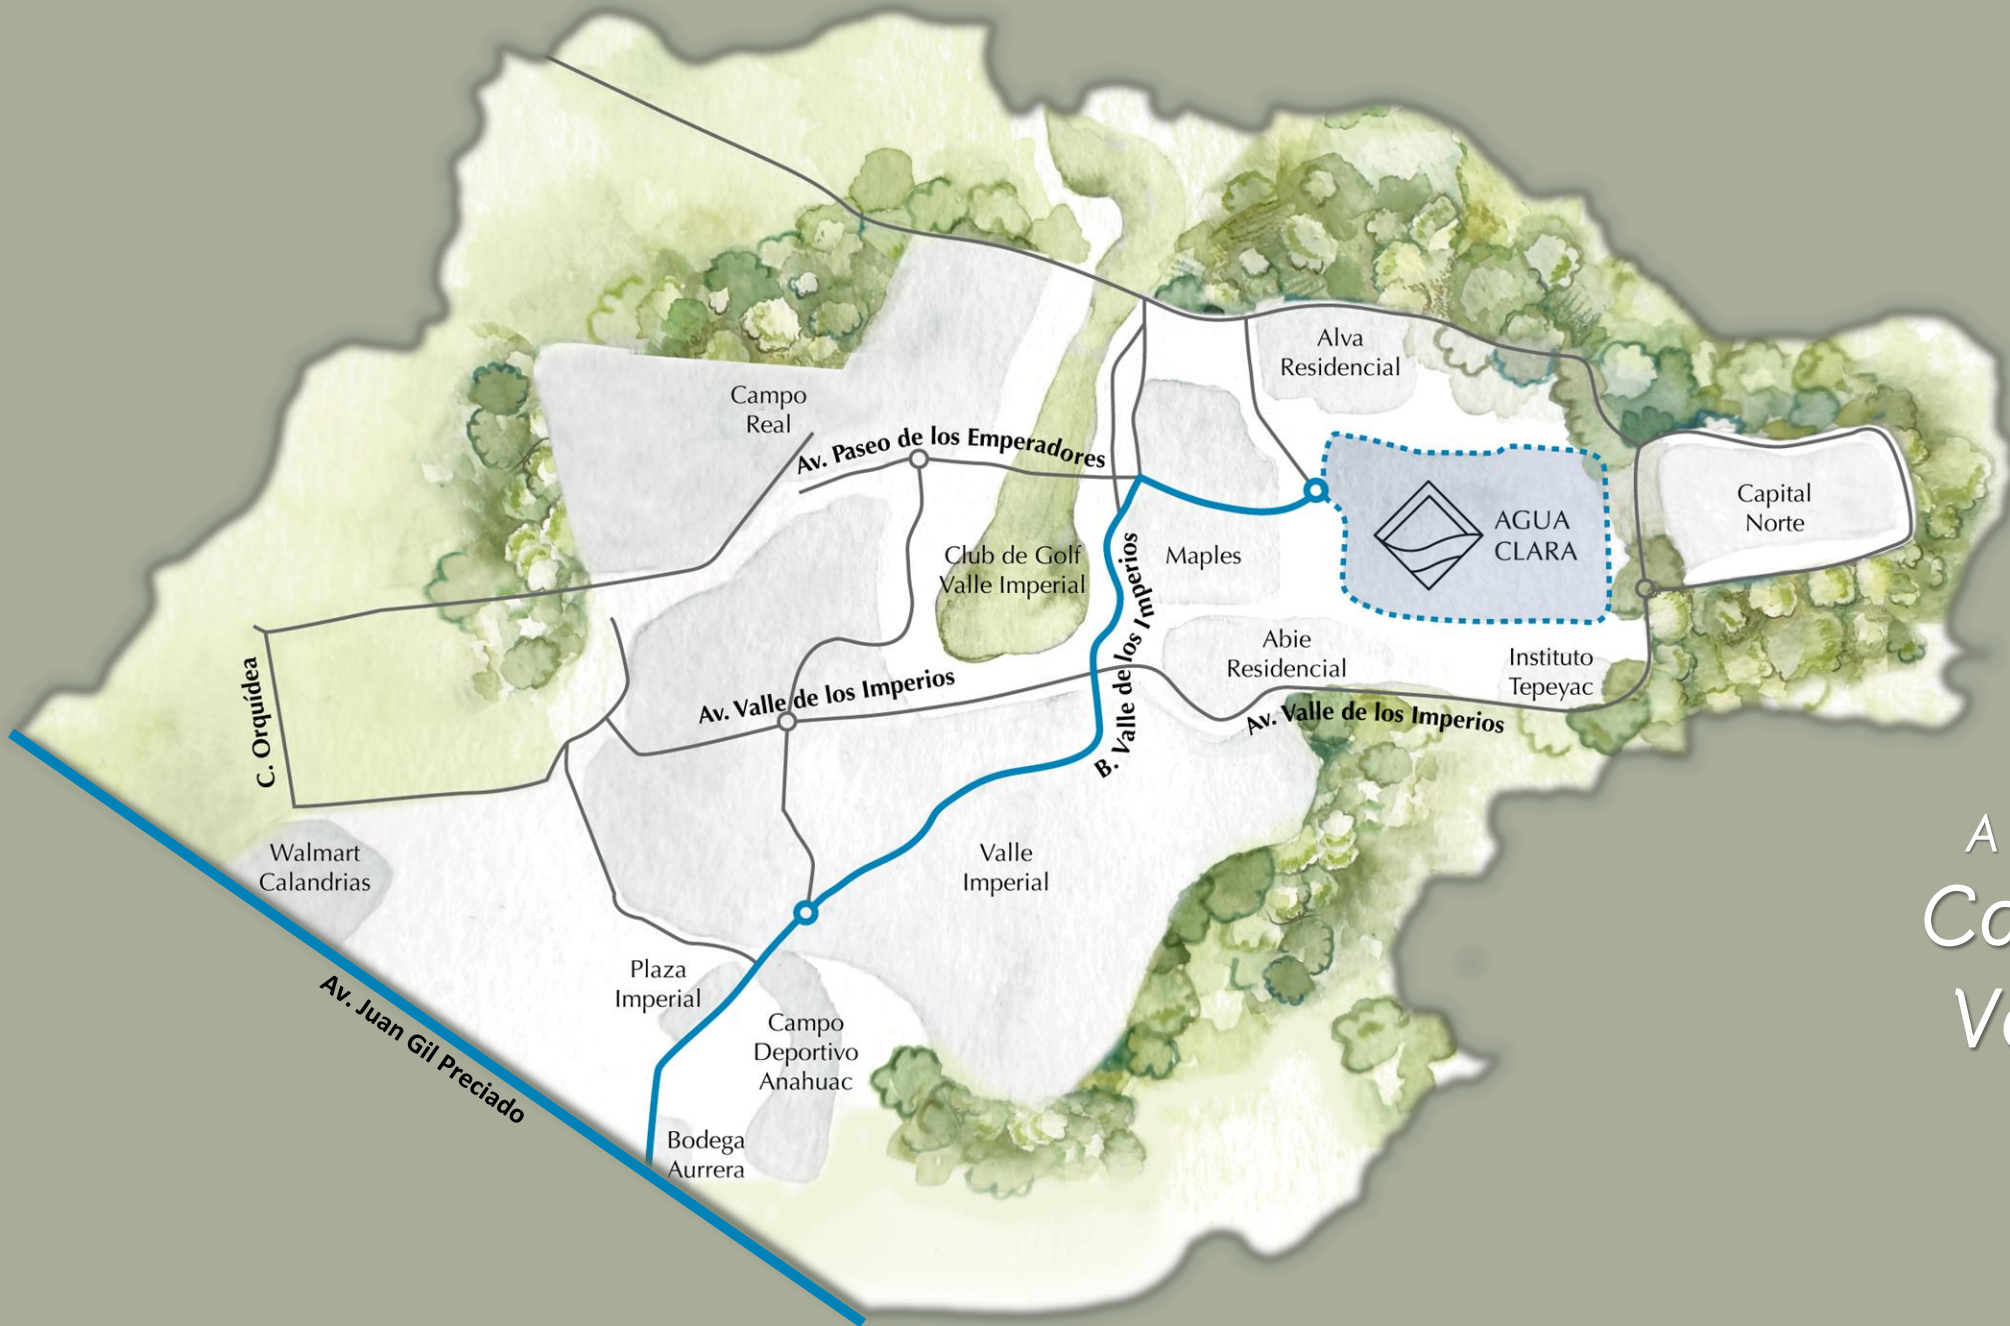 Alva
Residencial
Campo
Real
Av. Paseo de los Emperadores
Capital
Norte
AGUA
CLARA
Club de Golf
Valle Imperial
Maples
B. Valle de los Imperios
Abie
Residencial
Instituto
Tepeyac
C. Orquídea
Av. Valle de los Imperios
Av. Valle de los Imperios
Walmart
Calandrias
Valle
Imperial
A
Plaza
Imperial
Av. Juan Gil Preciado
Campo
Deportivo
Anahuac
Bodega
Aurrera